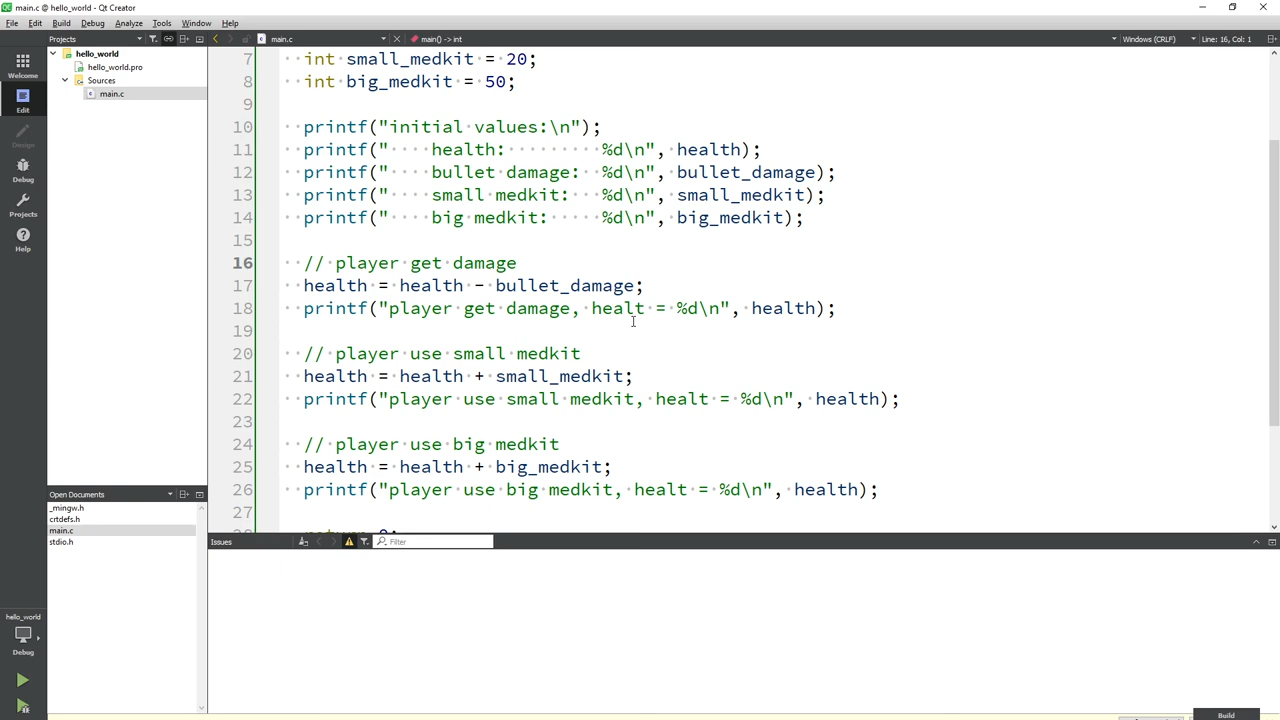 main.c @ hello_world - Qt Creator
File Edit Build Debug Analyze Tools Window Help
Projects main.c main() -> int Windows (CRLF) Line: 16, Col: 1
hello_world
hello_world.pro
Sources
main.c
Welcome
Edit
Design
Debug
Projects
Help
7 int small_medkit = 20;
8 int big_medkit = 50;
9
10 printf("initial values:\n");
11 printf("    health:         %d\n", health);
12 printf("    bullet damage:  %d\n", bullet_damage);
13 printf("    small medkit:   %d\n", small_medkit);
14 printf("    big medkit:     %d\n", big_medkit);
15
16 // player get damage
17 health = health - bullet_damage;
18 printf("player get damage, healt = %d\n", health);
19
20 // player use small medkit
21 health = health + small_medkit;
22 printf("player use small medkit, healt = %d\n", health);
23
24 // player use big medkit
25 health = health + big_medkit;
26 printf("player use big medkit, healt = %d\n", health);
27
28 return 0;
Open Documents
_mingw.h
crtdefs.h
main.c
stdio.h
Issues Filter
hello_world
Debug
Build